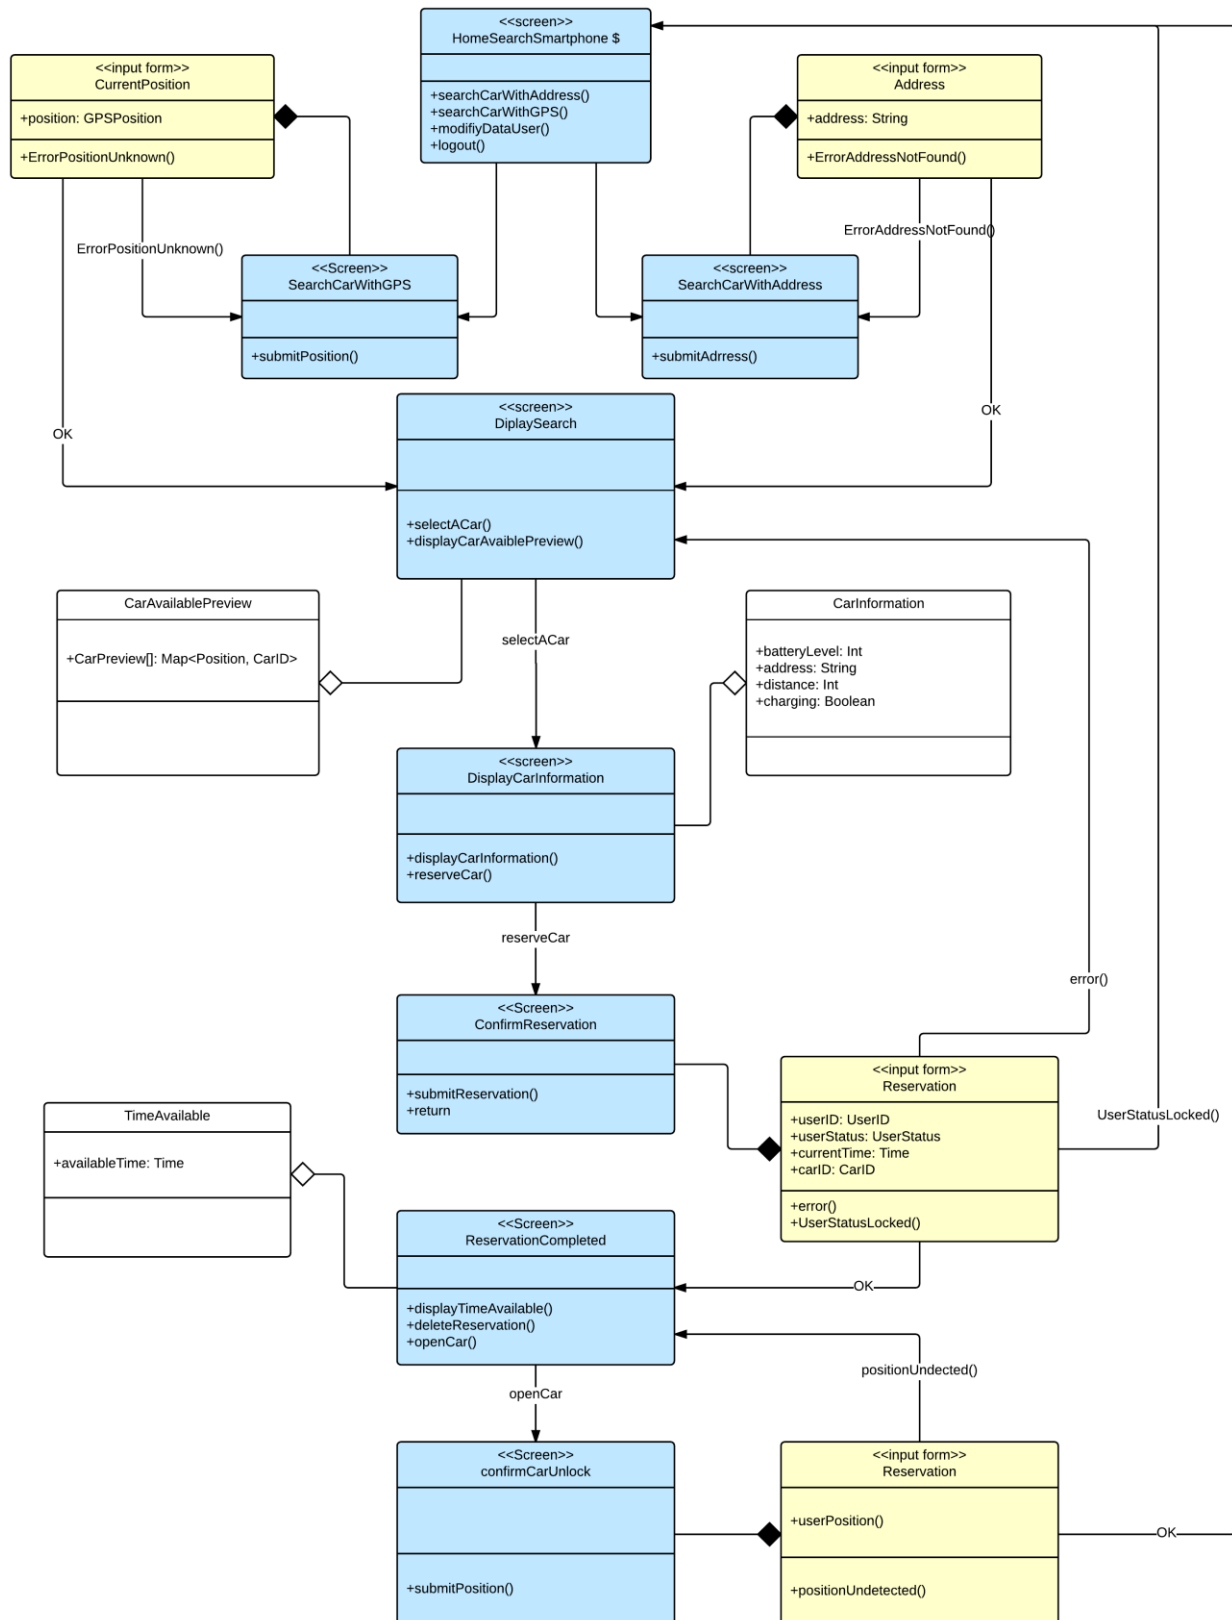 <<screen>>
HomeSearchSmartphone $
+searchCarWithAddress()
+searchCarWithGPS()
+modifiyDataUser()
+logout()
<<input form>>
CurrentPosition
+position: GPSPosition
+ErrorPositionUnknown()
<<input form>>
Address
+address: String
+ErrorAddressNotFound()
ErrorPositionUnknown()
ErrorAddressNotFound()
<<Screen>>
SearchCarWithGPS
+submitPosition()
<<screen>>
SearchCarWithAddress
+submitAdrress()
OK
OK
<<screen>>
DiplaySearch
+selectACar()
+displayCarAvaiblePreview()
CarAvailablePreview
+CarPreview[]: Map<Position, CarID>
selectACar
CarInformation
+batteryLevel: Int
+address: String
+distance: Int
+charging: Boolean
<<screen>>
DisplayCarInformation
+displayCarInformation()
+reserveCar()
reserveCar
error()
<<Screen>>
ConfirmReservation
+submitReservation()
+return
<<input form>>
Reservation
+userID: UserID
+userStatus: UserStatus
+currentTime: Time
+carID: CarID
+error()
+UserStatusLocked()
UserStatusLocked()
TimeAvailable
+availableTime: Time
<<Screen>>
ReservationCompleted
+displayTimeAvailable()
+deleteReservation()
+openCar()
OK
positionUndected()
openCar
<<Screen>>
confirmCarUnlock
+submitPosition()
<<input form>>
Reservation
+userPosition()
+positionUndetected()
OK